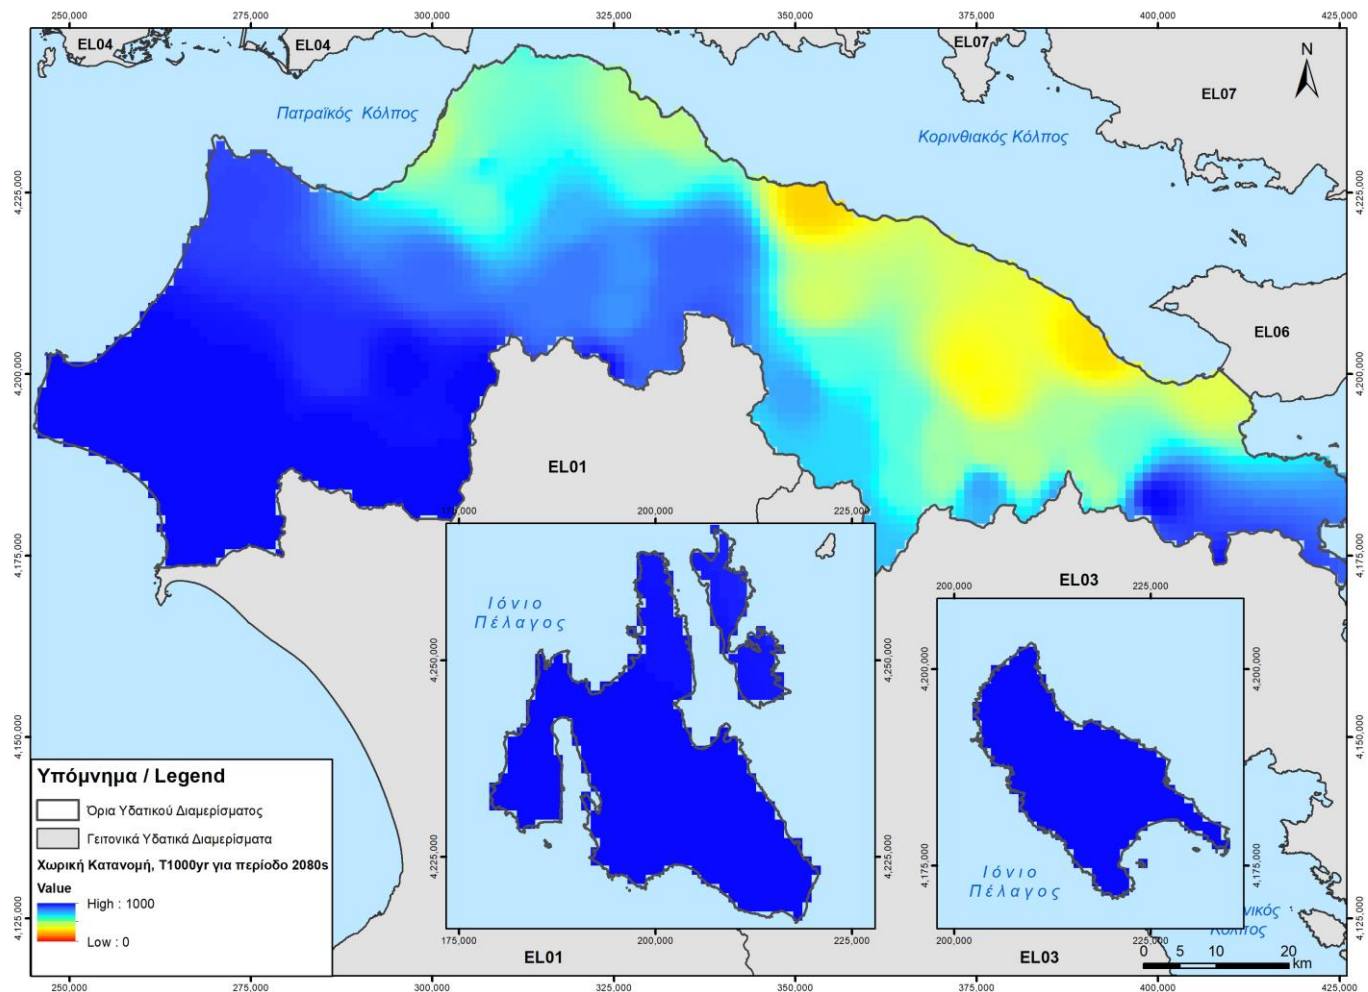 250,000 275,000 300,000 325,000 350,000 375,000 400,000 425,000
EL04
EL04
EL07
EL07
N
Πατραϊκός Κόλπος
Κορινθιακός Κόλπος
4,225,000
4,225,000
EL06
4,200,000
4,200,000
EL01
4,175,000
4,175,000
175,000 200,000 225,000
EL03
200,000 225,000
Ιόνιο
Πέλαγος
4,250,000
4,250,000
4,200,000
4,200,000
4,150,000
4,150,000
Υπόμνημα / Legend
Όρια Υδατικού Διαμερίσματος
Γειτονικά Υδατικά Διαμερίσματα
Χωρική Κατανομή, T1000yr για περίοδο 2080s
Value
High : 1000
Low : 0
4,225,000
4,225,000
4,175,000
4,175,000
Ιόνιο
Πέλαγος
νικός
Κόλπος
4,125,000
4,125,000
175,000 200,000 225,000
200,000 225,000
0 5 10 20
km
EL01
EL03
250,000 275,000 300,000 325,000 350,000 375,000 400,000 425,000